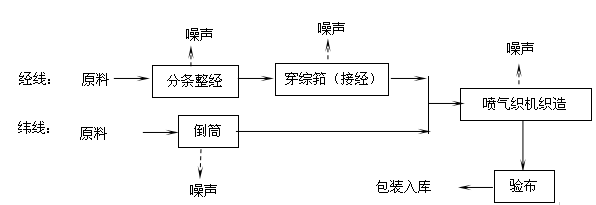 噪声
噪声
噪声
经线： 原料 分条整经 穿综箱（接经）
喷气织机织造
纬线： 原料 倒筒
噪声
包装入库 验布